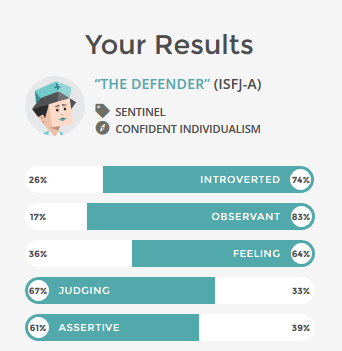 Your Results
“THE DEFENDER” (ISFJ-A)
SENTINEL
CONFIDENT INDIVIDUALISM
26% INTROVERTED 74%
17% OBSERVANT 83%
36% FEELING 64%
67% JUDGING 33%
61% ASSERTIVE 39%